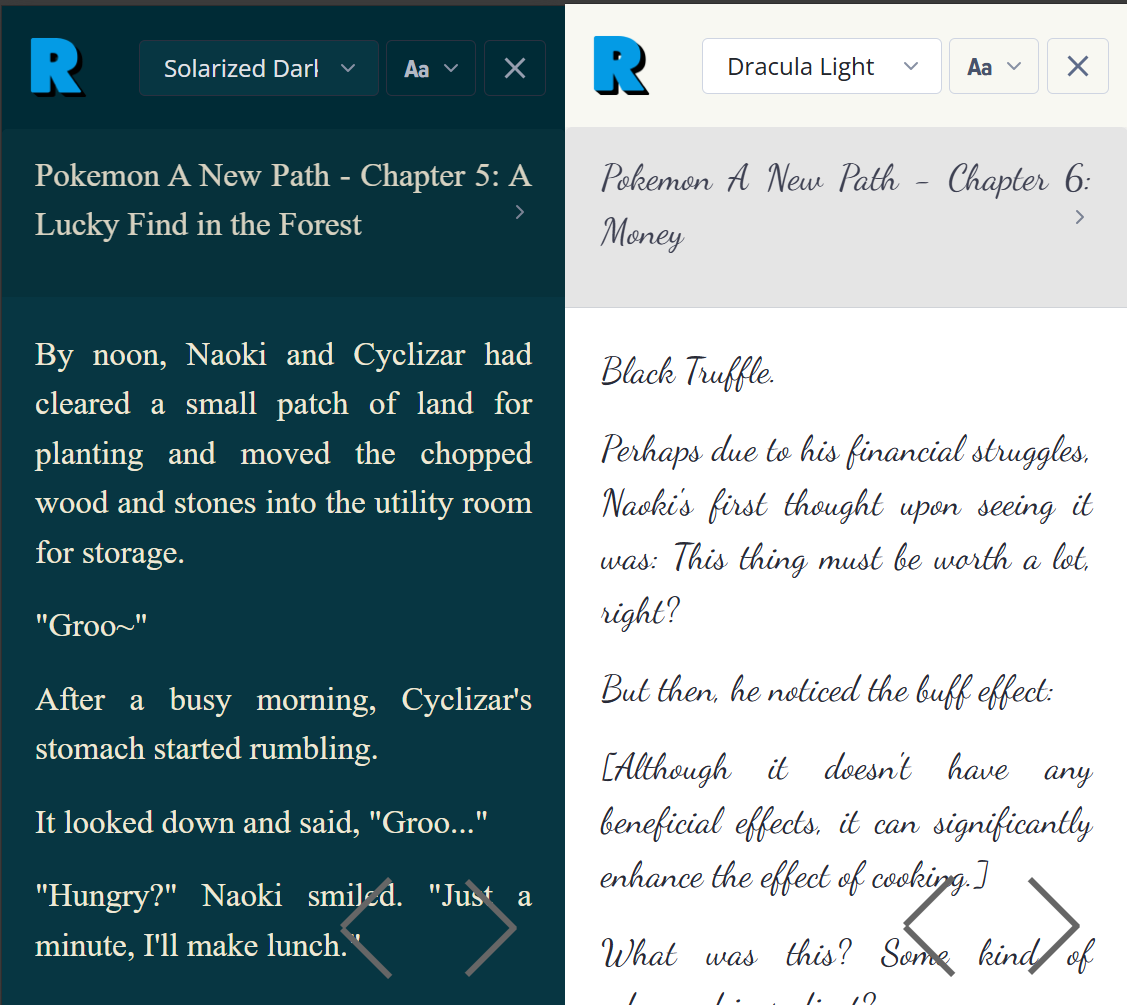 R
Solarized Dark
Aa
Pokemon A New Path - Chapter 5: A
Lucky Find in the Forest
By noon, Naoki and Cyclizar had
cleared a small patch of land for
planting and moved the chopped
wood and stones into the utility room
for storage.
"Groo~"
After a busy morning, Cyclizar's
stomach started rumbling.
It looked down and said, "Groo..."
"Hungry?" Naoki smiled. "Just a
minute, I'll make lunch."
R
Dracula Light
Aa
Pokemon A New Path - Chapter 6:
Money
Black Truffle.
Perhaps due to his financial struggles,
Naoki's first thought upon seeing it
was: This thing must be worth a lot,
right?
But then, he noticed the buff effect:
[Although it doesn't have any
beneficial effects, it can significantly
enhance the effect of cooking.]
What was this? Some kind of